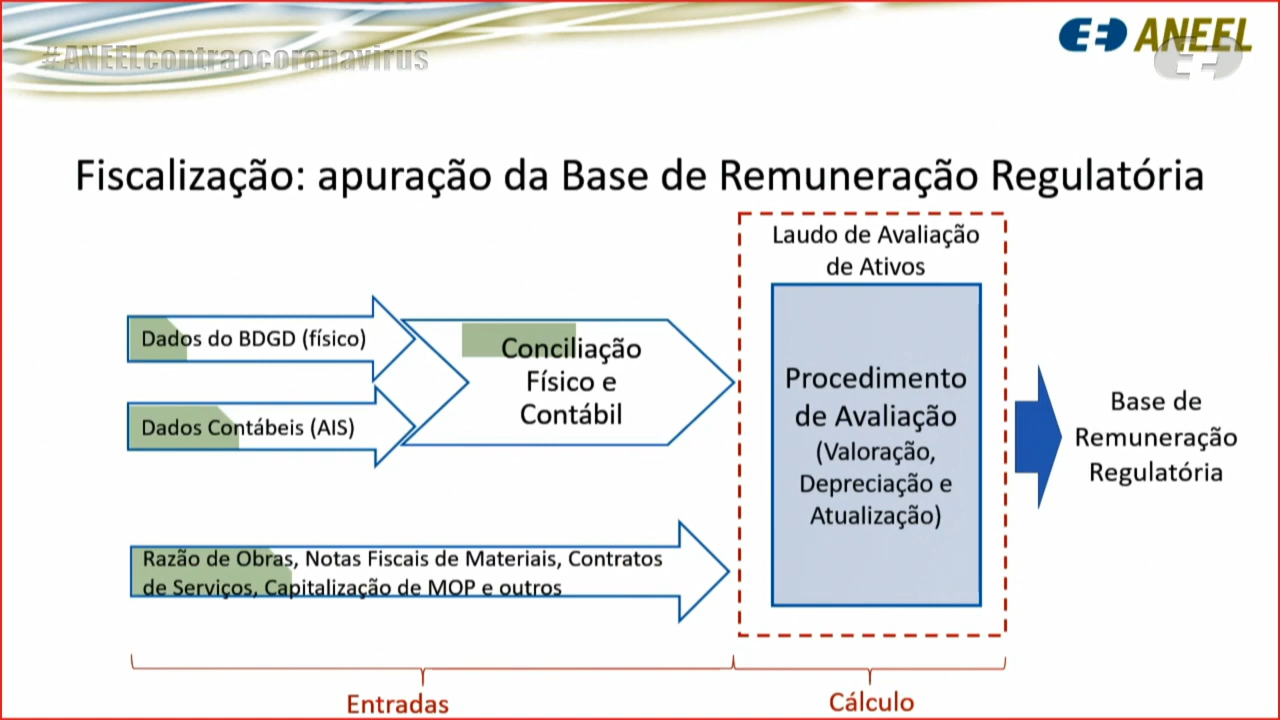 #ANEELcontraocoronavirus
ANEEL
Fiscalização: apuração da Base de Remuneração Regulatória
Laudo de Avaliação
de Ativos
Dados do BDGD (físico)
Dados Contábeis (AIS)
Conciliação
Físico e
Contábil
Procedimento
de Avaliação
(Valoração,
Depreciação e
Atualização)
Base de
Remuneração
Regulatória
Razão de Obras, Notas Fiscais de Materiais, Contratos
de Serviços, Capitalização de MOP e outros
Entradas
Cálculo